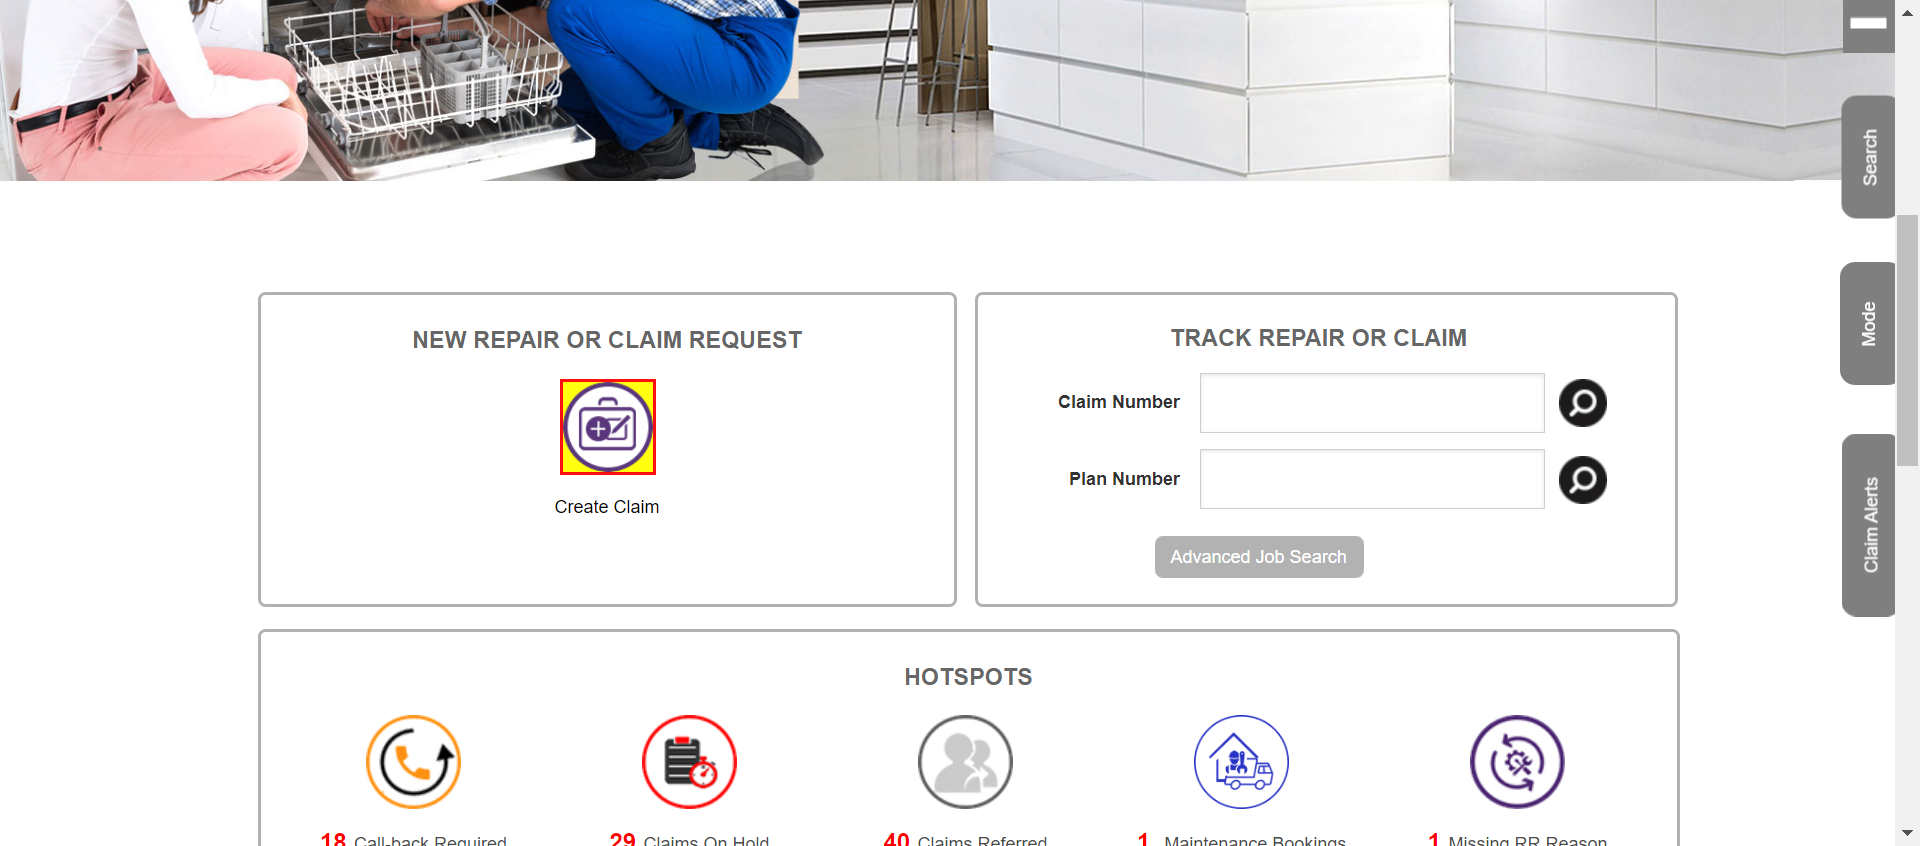 Search
Mode
Claim Alerts
NEW REPAIR OR CLAIM REQUEST
Create Claim
TRACK REPAIR OR CLAIM
Claim Number
Plan Number
Advanced Job Search
HOTSPOTS
18 Call-back Required
29 Claims On Hold
40 Claims Referred
1 Maintenance Bookings
1 Missing RR Reason